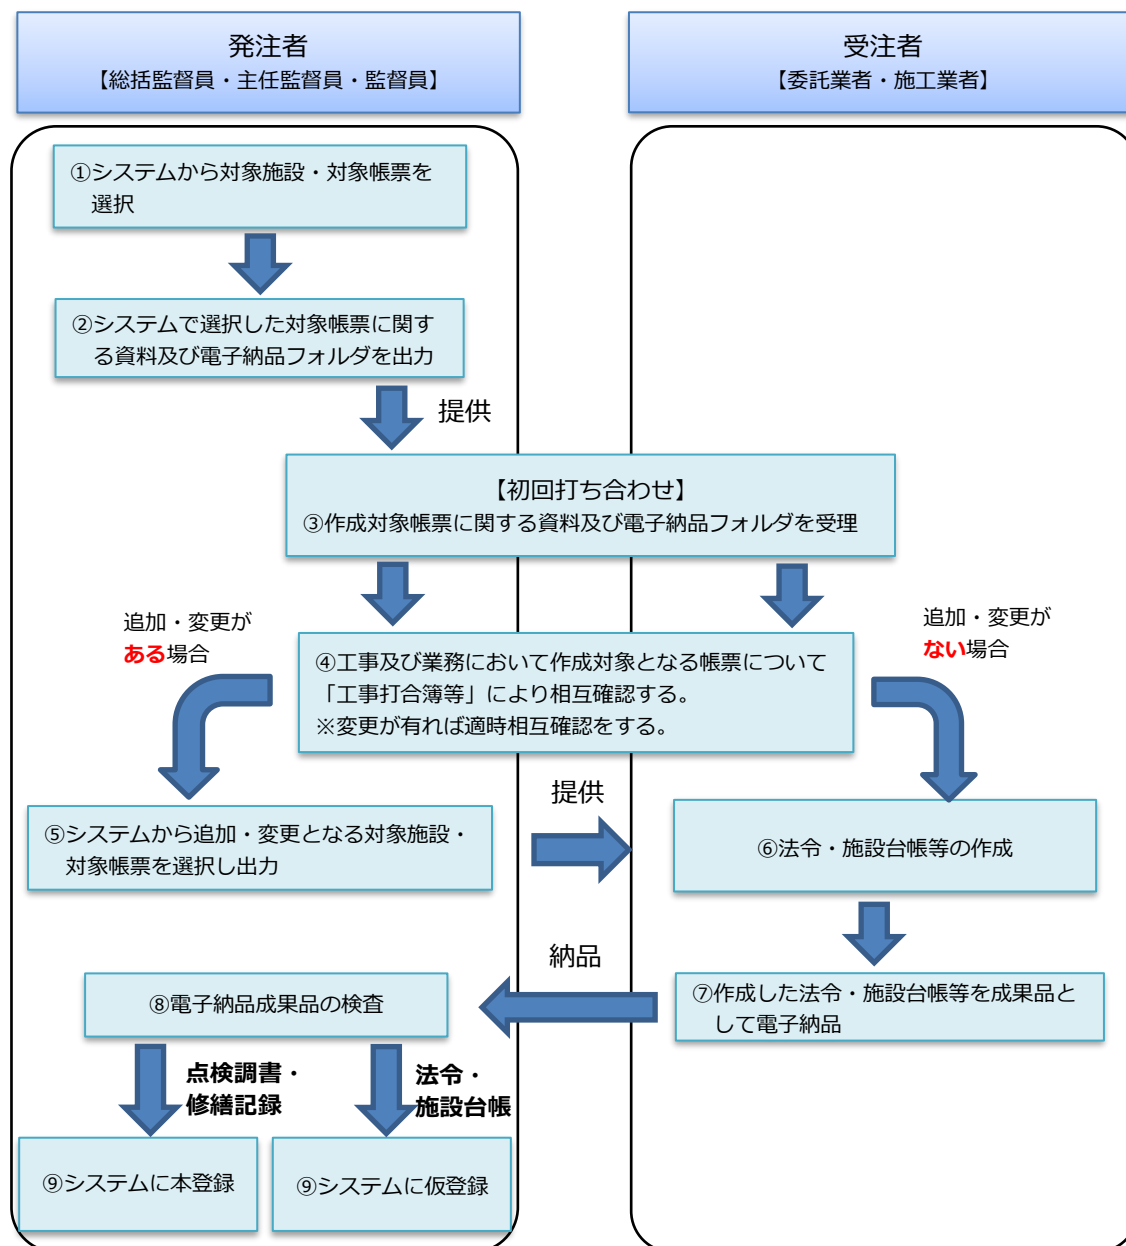 発注者
【総括監督員・主任監督員・監督員】
受注者
【委託業者・施工業者】
①システムから対象施設・対象帳票を
選択
②システムで選択した対象帳票に関す
る資料及び電子納品フォルダを出力
提供
【初回打ち合わせ】
③作成対象帳票に関する資料及び電子納品フォルダを受理
追加・変更が
ある場合
追加・変更が
ない場合
④工事及び業務において作成対象となる帳票について
「工事打合簿等」により相互確認する。
※変更が有れば適時相互確認をする。
⑤システムから追加・変更となる対象施設・
対象帳票を選択し出力
提供
⑥法令・施設台帳等の作成
納品
⑦作成した法令・施設台帳等を成果品と
して電子納品
⑧電子納品成果品の検査
点検調書・
修繕記録
法令・
施設台帳
⑨システムに本登録
⑨システムに仮登録